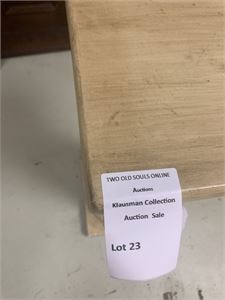 TWO OLD SOULS ONLINE
Auctions
Klausman Collection
Auction Sale
Lot 23